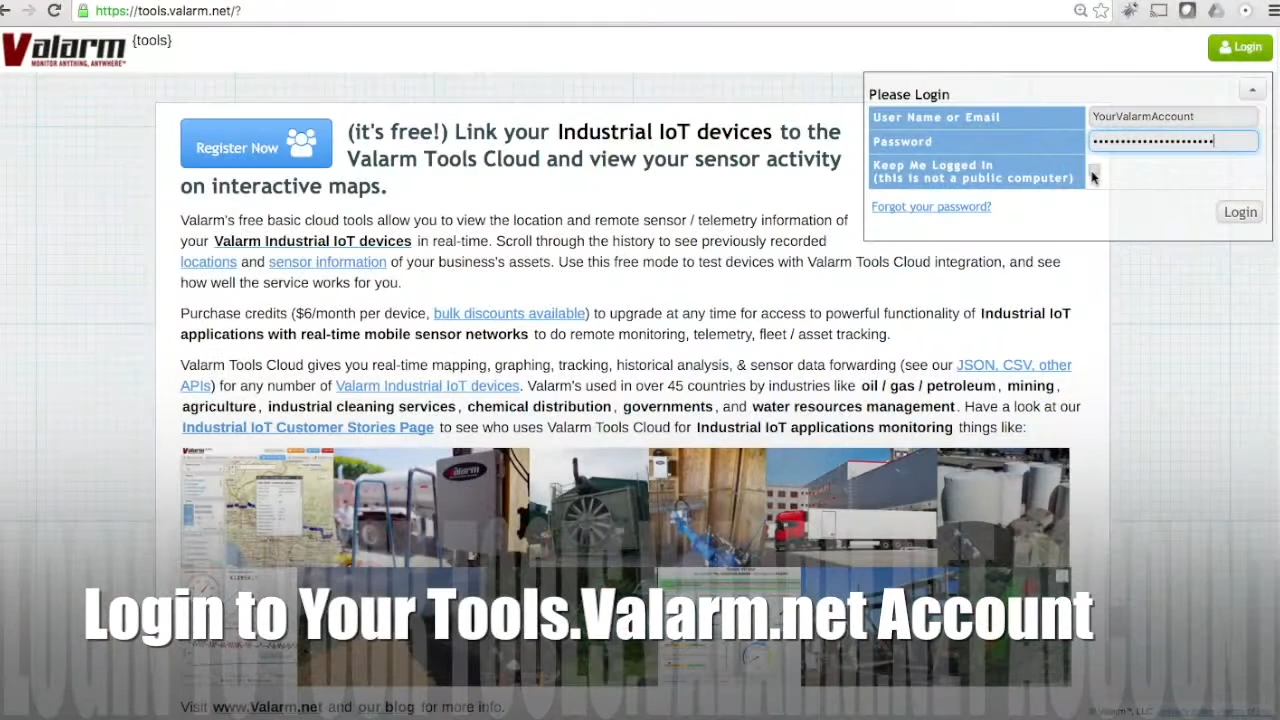 https://tools.valarm.net/?
Valarm {tools}
MONITOR ANYTHING, ANYWHERE™
Login
Please Login
User Name or Email YourValarmAccount
Password ••••••••••••••••••••••
Keep Me Logged In
(this is not a public computer)
Forgot your password?
Login
Register Now
(it's free!) Link your Industrial IoT devices to the
Valarm Tools Cloud and view your sensor activity
on interactive maps.
Valarm's free basic cloud tools allow you to view the location and remote sensor / telemetry information of
your Valarm Industrial IoT devices in real-time. Scroll through the history to see previously recorded
locations and sensor information of your business's assets. Use this free mode to test devices with Valarm Tools Cloud integration, and see
how well the service works for you.
Purchase credits ($6/month per device, bulk discounts available) to upgrade at any time for access to powerful functionality of Industrial IoT
applications with real-time mobile sensor networks to do remote monitoring, telemetry, fleet / asset tracking.
Valarm Tools Cloud gives you real-time mapping, graphing, tracking, historical analysis, & sensor data forwarding (see our JSON, CSV, other
APIs) for any number of Valarm Industrial IoT devices. Valarm's used in over 45 countries by industries like oil / gas / petroleum, mining,
agriculture, industrial cleaning services, chemical distribution, governments, and water resources management. Have a look at our
Industrial IoT Customer Stories Page to see who uses Valarm Tools Cloud for Industrial IoT applications monitoring things like:
Valarm
Login to Your Tools.Valarm.net Account
Visit www.Valarm.net and our blog for more info.
© Valarm™, LLC